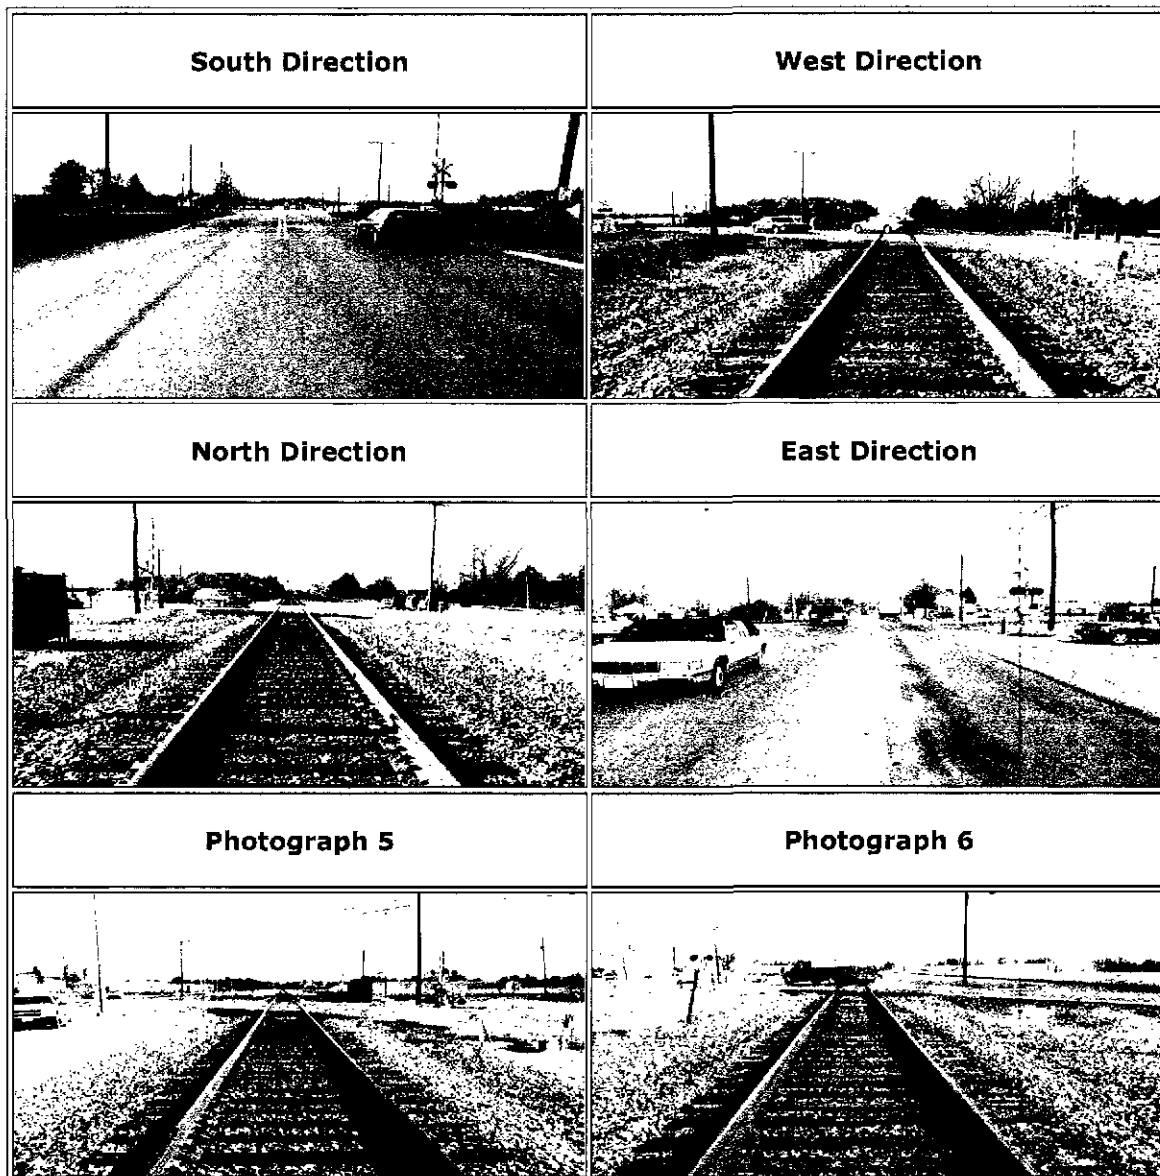 South Direction
West Direction
North Direction
East Direction
Photograph 5
Photograph 6